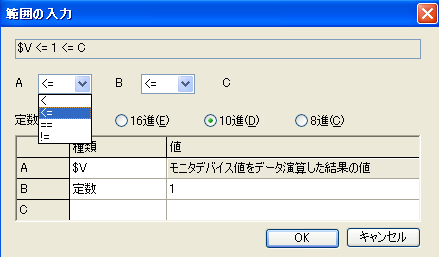 範囲の入力
$V <= 1 <= C
A <= B <= C
<
<=
==
!=
定数 16進(E) 10進(D) 8進(C)
種類 値
A $V モニタデバイス値をデータ演算した結果の値
B 定数 1
C
OK キャンセル